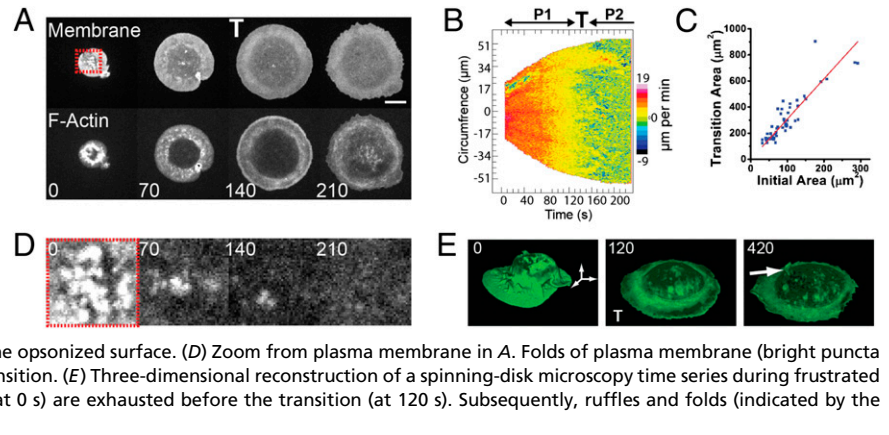 A
Membrane
T
F-Actin
0
70
140
210
B
P1 T P2
Circumfrence (µm)
51
34
17
0
-17
-34
-51
0 40 80 120 160 200
Time (s)
19
0
-9
µm per min
C
Transition Area (µm²)
1000
800
600
400
200
0
0 100 200 300
Initial Area (µm²)
D
70
140
210
E
0
120
T
420
ne opsonized surface. (D) Zoom from plasma membrane in A. Folds of plasma membrane (bright puncta
nsition. (E) Three-dimensional reconstruction of a spinning-disk microscopy time series during frustrated
at 0 s) are exhausted before the transition (at 120 s). Subsequently, ruffles and folds (indicated by the